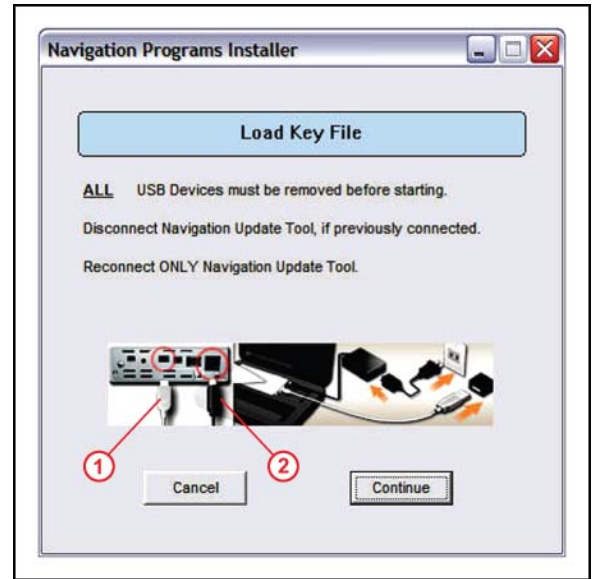 Navigation Programs Installer
Load Key File
ALL USB Devices must be removed before starting.
Disconnect Navigation Update Tool, if previously connected.
Reconnect ONLY Navigation Update Tool.
1
2
Cancel
Continue